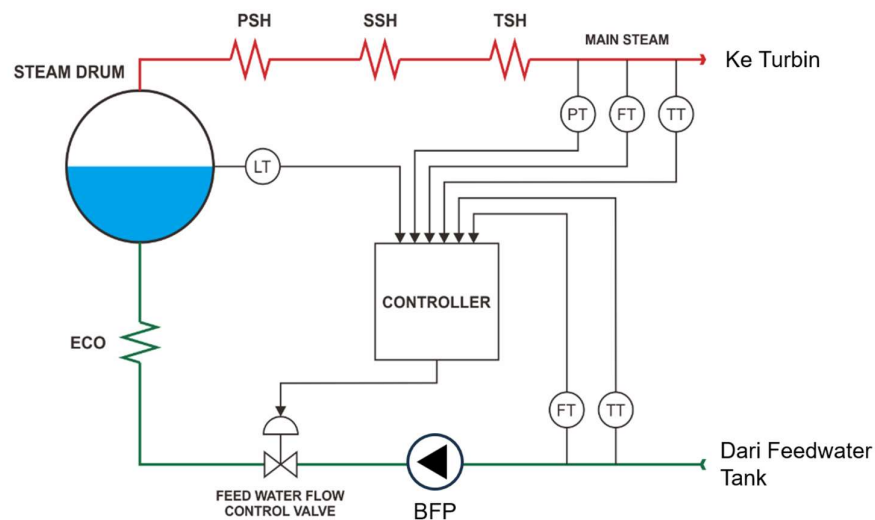 PSH
SSH
TSH
MAIN STEAM
STEAM DRUM
Ke Turbin
PT
FT
TT
LT
CONTROLLER
ECO
FT
TT
Dari Feedwater
Tank
FEED WATER FLOW
CONTROL VALVE
BFP